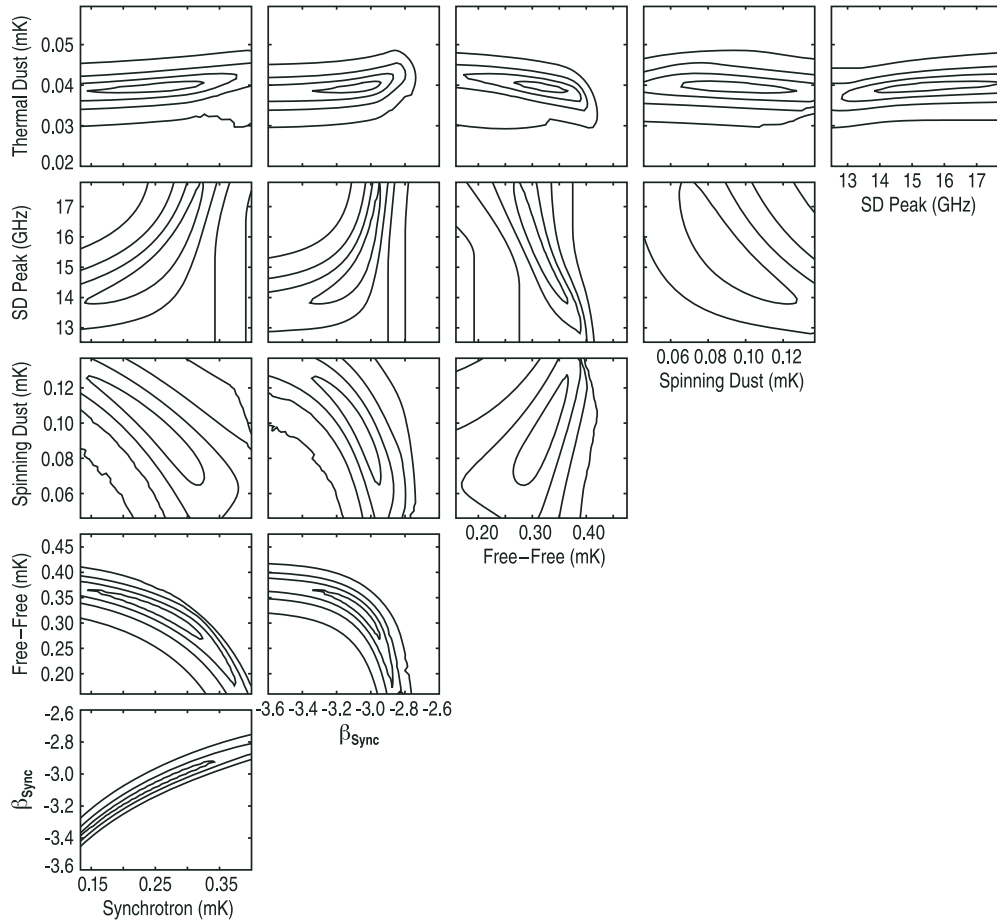 Thermal Dust (mK)
0.05
0.04
0.03
0.02
13 14 15 16 17
SD Peak (GHz)
SD Peak (GHz)
17
16
15
14
13
0.06 0.08 0.10 0.12
Spinning Dust (mK)
Spinning Dust (mK)
0.12
0.10
0.08
0.06
0.20 0.30 0.40
Free−Free (mK)
Free−Free (mK)
0.45
0.40
0.35
0.30
0.25
0.20
-3.6 -3.4 -3.2 -3.0 -2.8 -2.6
βSync
βSync
-2.6
-2.8
-3.0
-3.2
-3.4
-3.6
0.15 0.25 0.35
Synchrotron (mK)